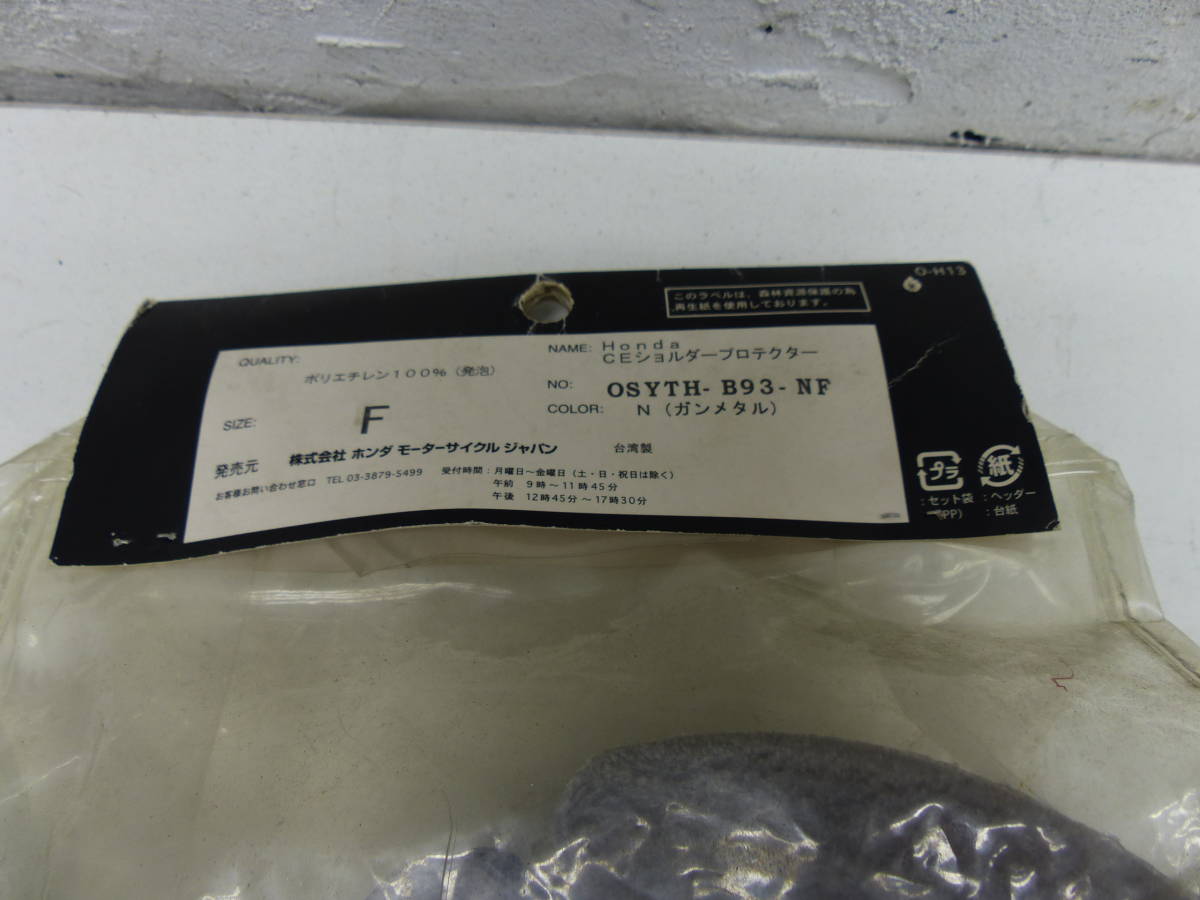 O-H13
このラベルは、森林資源保護の為
再生紙を使用しております。
QUALITY:
ポリエチレン100%(発泡)
NAME: Honda
CEショルダープロテクター
NO: OSYTH- B93- NF
COLOR: N(ガンメタル)
SIZE: F
発売元 株式会社 ホンダ モーターサイクル ジャパン 台湾製
お客様お問い合わせ窓口 TEL 03-3879-5499 受付時間:月曜日~金曜日(土・日・祝日は除く)
午前 9時~11時45分
午後 12時45分~17時30分
プラ 紙
:セット袋 :ヘッダー
(PP) :台紙